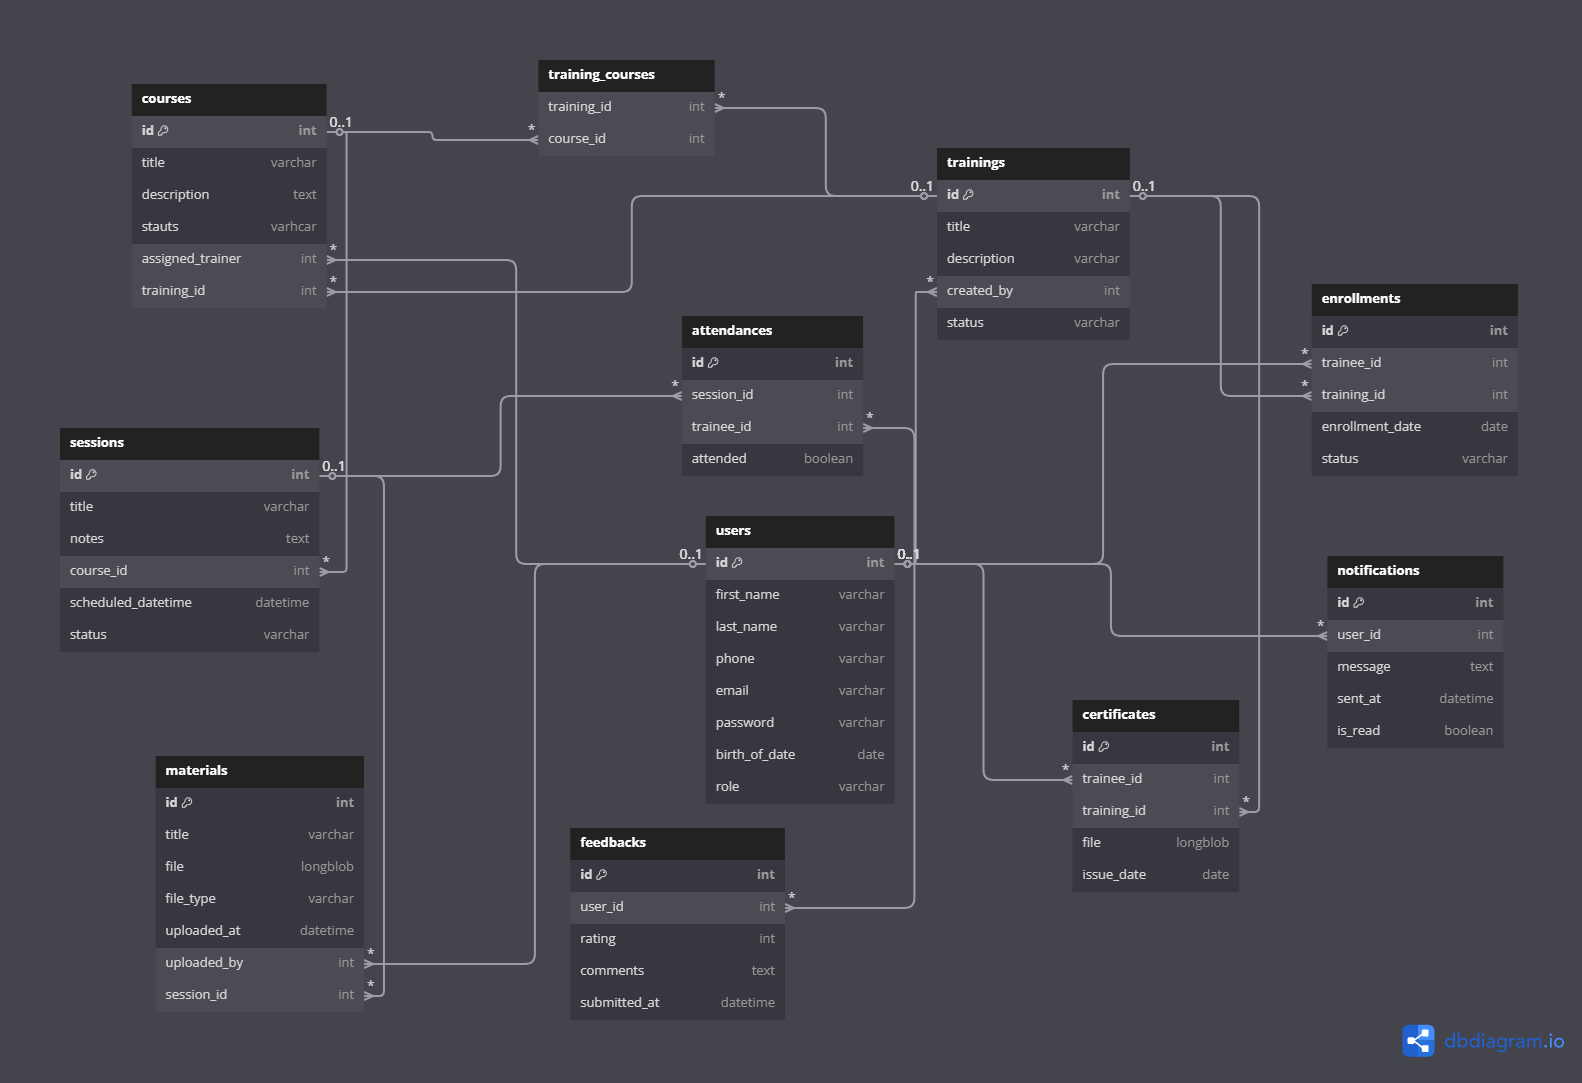 training_courses
training_id int
course_id int
*
*
courses
id int
title varchar
description text
stauts varhcar
assigned_trainer int
training_id int
0..1
*
*
trainings
id int
title varchar
description varchar
created_by int
status varchar
0..1
0..1
*
enrollments
id int
trainee_id int
training_id int
enrollment_date date
status varchar
*
*
attendances
id int
session_id int
trainee_id int
attended boolean
*
*
sessions
id int
title varchar
notes text
course_id int
scheduled_datetime datetime
status varchar
0..1
*
users
id int
first_name varchar
last_name varchar
phone varchar
email varchar
password varchar
birth_of_date date
role varchar
0..1
0..1
notifications
id int
user_id int
message text
sent_at datetime
is_read boolean
*
certificates
id int
trainee_id int
training_id int
file longblob
issue_date date
*
*
materials
id int
title varchar
file longblob
file_type varchar
uploaded_at datetime
uploaded_by int
session_id int
*
*
feedbacks
id int
user_id int
rating int
comments text
submitted_at datetime
*
dbdiagram.io